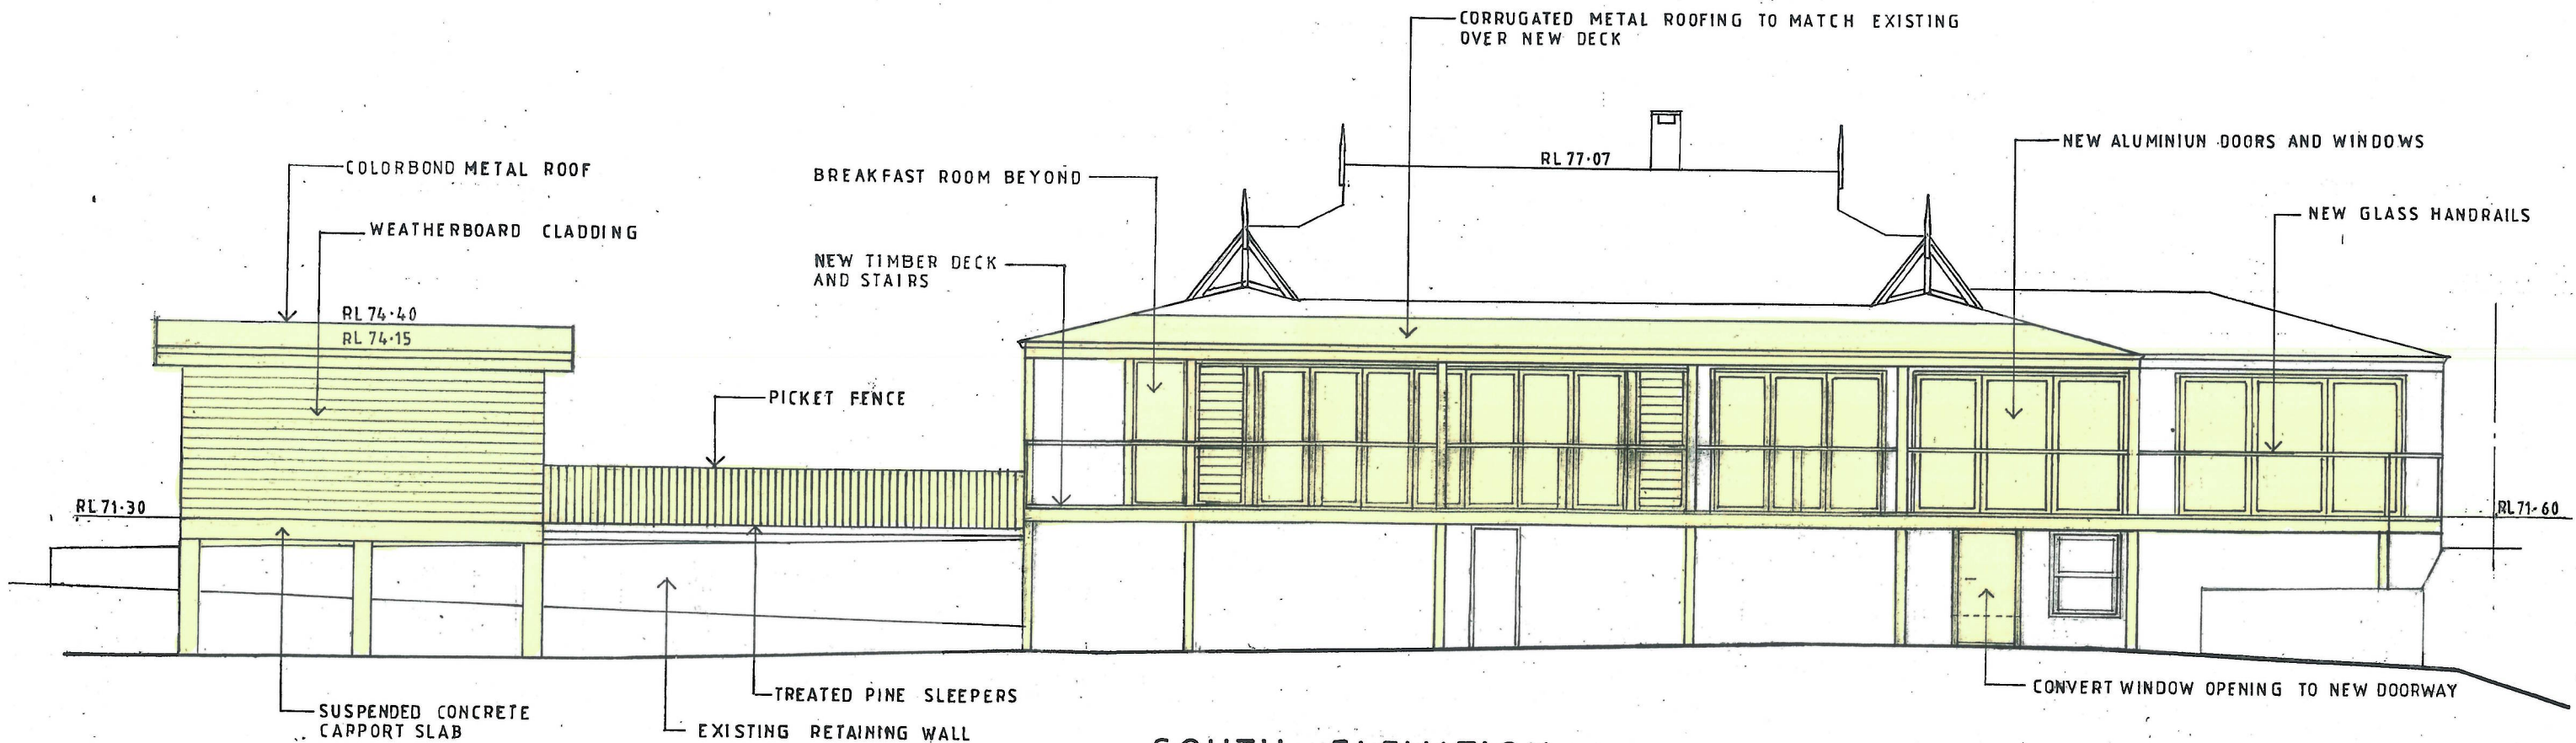 CORRUGATED METAL ROOFING TO MATCH EXISTING
OVER NEW DECK
COLORBOND METAL ROOF
WEATHERBOARD CLADDING
BREAKFAST ROOM BEYOND
NEW TIMBER DECK
AND STAIRS
RL 77·07
NEW ALUMINIUN DOORS AND WINDOWS
NEW GLASS HANDRAILS
RL 74·40
RL 74·15
PICKET FENCE
RL 71·30
RL 71·60
SUSPENDED CONCRETE
CARPORT SLAB
EXISTING RETAINING WALL
TREATED PINE SLEEPERS
CONVERT WINDOW OPENING TO NEW DOORWAY
SOUTH ELEVATION